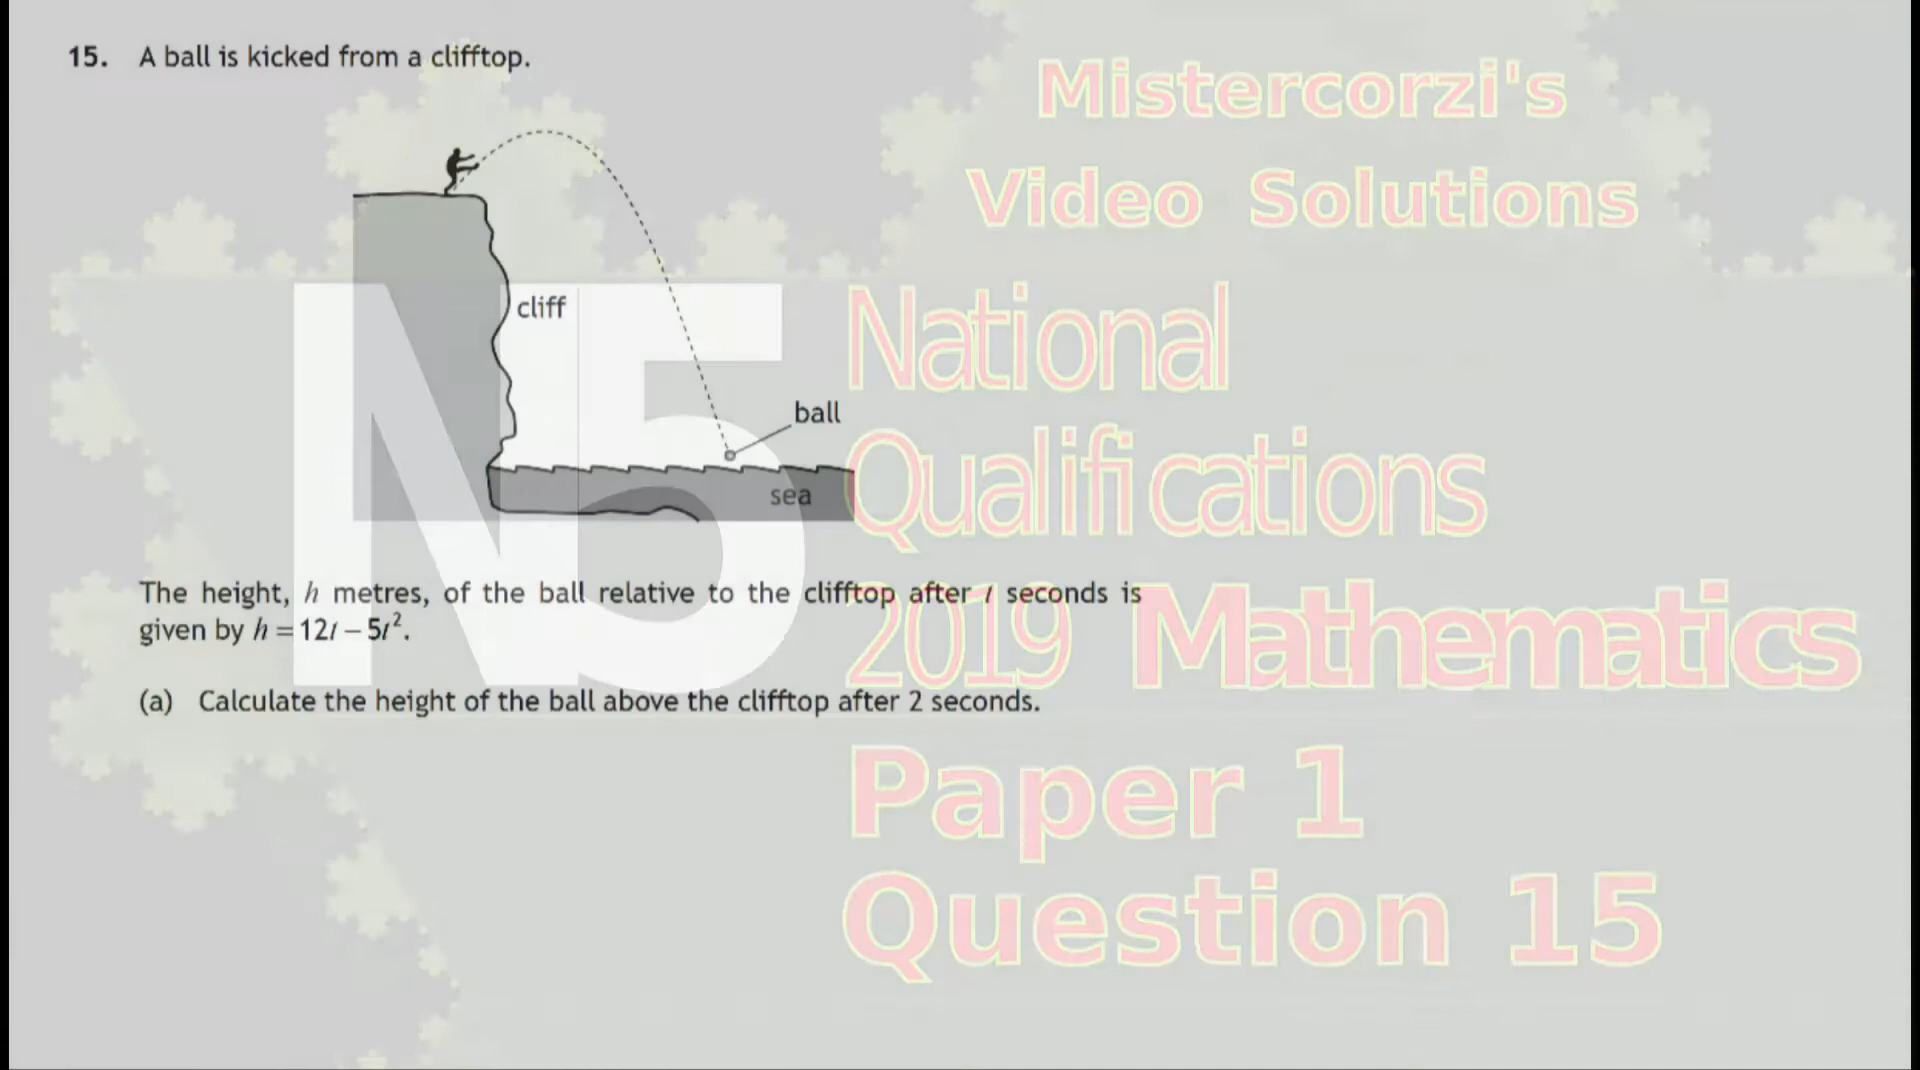 15. A ball is kicked from a clifftop.
Mistercorzi's
Video Solutions
cliff
ball
sea
N5
National
Qualifications
2019 Mathematics
The height, h metres, of the ball relative to the clifftop after t seconds is
given by h = 12t – 5t².
(a) Calculate the height of the ball above the clifftop after 2 seconds.
Paper 1
Question 15